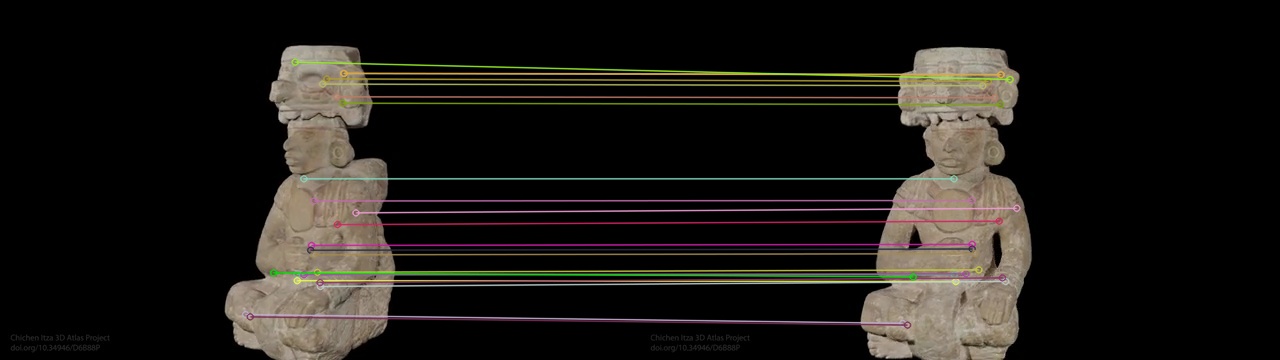 Chichen Itza 3D Atlas Project
doi.org/10.34946/D6B88P
Chichen Itza 3D Atlas Project
doi.org/10.34946/D6B88P